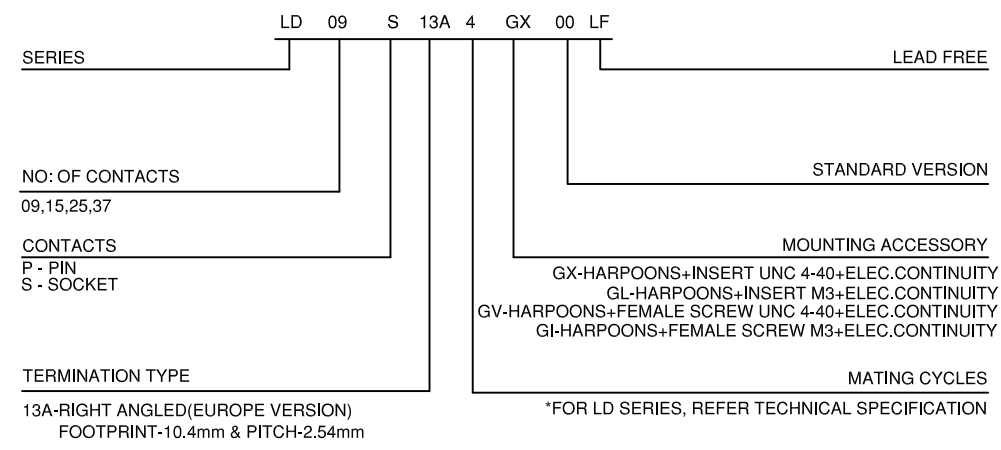 LD 09 S 13A 4 GX 00 LF
SERIES
LEAD FREE
NO: OF CONTACTS
09,15,25,37
STANDARD VERSION
CONTACTS
P - PIN
S - SOCKET
MOUNTING ACCESSORY
GX-HARPOONS+INSERT UNC 4-40+ELEC.CONTINUITY
GL-HARPOONS+INSERT M3+ELEC.CONTINUITY
GV-HARPOONS+FEMALE SCREW UNC 4-40+ELEC.CONTINUITY
GI-HARPOONS+FEMALE SCREW M3+ELEC.CONTINUITY
TERMINATION TYPE
13A-RIGHT ANGLED(EUROPE VERSION)
FOOTPRINT-10.4mm & PITCH-2.54mm
MATING CYCLES
*FOR LD SERIES, REFER TECHNICAL SPECIFICATION